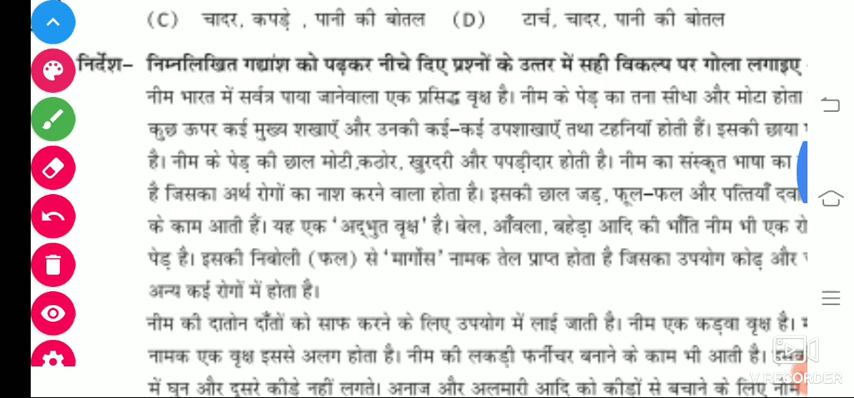 (C) चादर, कपड़े , पानी की बोतल (D) टार्च, चादर, पानी की बोतल
निर्देश– निम्नलिखित गद्यांश को पढ़कर नीचे दिए प्रश्नों के उत्तर में सही विकल्प पर गोला लगाइए
नीम भारत में सर्वत्र पाया जानेवाला एक प्रसिद्ध वृक्ष है। नीम के पेड़ का तना सीधा और मोटा होता
कुछ ऊपर कई मुख्य शखाएँ और उनकी कई–कई उपशाखाएँ तथा टहनियाँ होती हैं। इसकी छाया
है। नीम के पेड़ की छाल मोटी,कठोर, खुरदरी और पपड़ीदार होती है। नीम का संस्कृत भाषा का
है जिसका अर्थ रोगों का नाश करने वाला होता है। इसकी छाल जड़, फूल–फल और पत्तियाँ
के काम आती हैं। यह एक ‘अद्भुत वृक्ष’ है। बेल, आँवला, बहेड़ा आदि की भाँति नीम भी एक
पेड़ है। इसकी निबोली (फल) से ‘मार्गोस’ नामक तेल प्राप्त होता है जिसका उपयोग कोढ़ और
अन्य कई रोगों में होता है।
नीम की दातोन दाँतों को साफ करने के लिए उपयोग में लाई जाती है। नीम एक कड़वा वृक्ष है।
नामक एक वृक्ष इससे अलग होता है। नीम की लकड़ी फर्नीचर बनाने के काम भी आती है।
में घुन और दूसरे कीड़े नहीं लगते। अनाज और अलमारी आदि को कीड़ों से बचाने के लिए नीम
V RECORDER